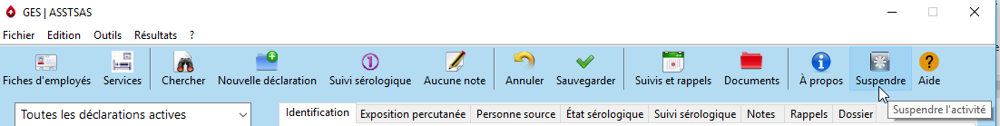 GES | ASSTSAS
Fichier Edition Outils Résultats ?
Fiches d'employés Services Chercher Nouvelle déclaration Suivi sérologique Aucune note Annuler Sauvegarder Suivis et rappels Documents À propos Suspendre Aide
Suspendre l'activité
Toutes les déclarations actives Identification Exposition percutanée Personne source État sérologique Suivi sérologique Notes Rappels Dossier